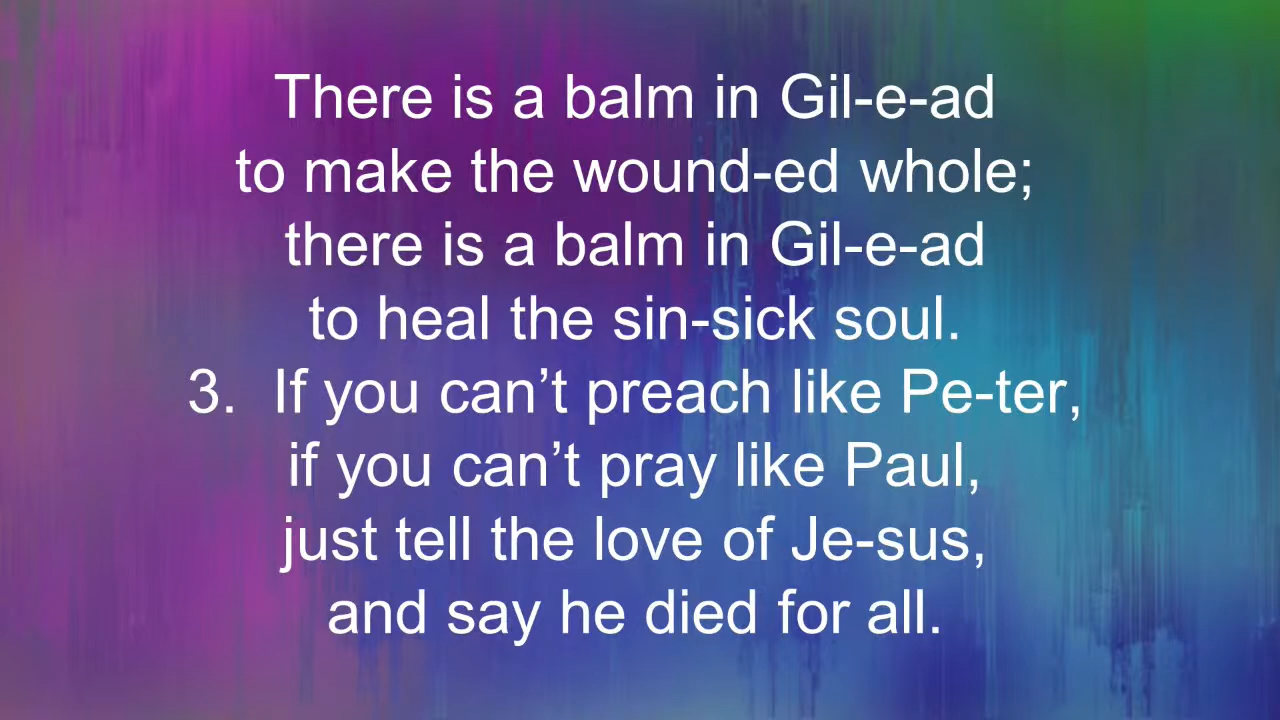 There is a balm in Gil-e-ad
to make the wound-ed whole;
there is a balm in Gil-e-ad
to heal the sin-sick soul.
3.  If you can’t preach like Pe-ter,
if you can’t pray like Paul,
just tell the love of Je-sus,
and say he died for all.